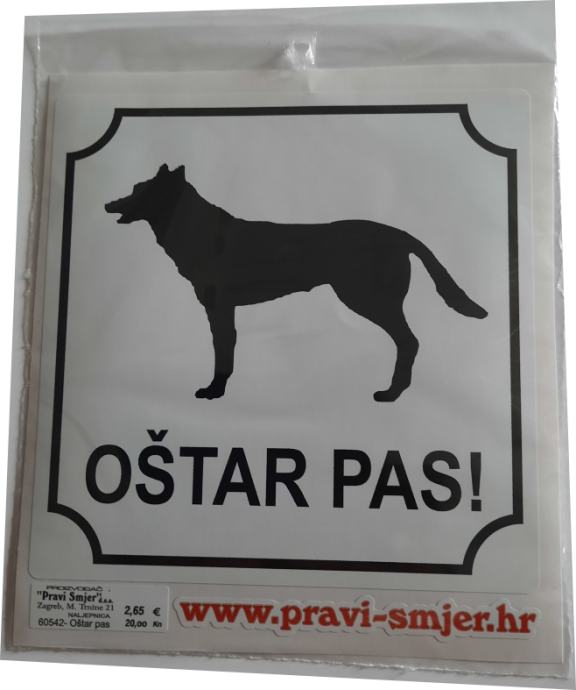 OŠTAR PAS!
PROIZVOĐAČ :
"Pravi Smjer" d.o.o.
Zagreb, M. Trnine 21
NALJEPNICA
60542- Oštar pas
2,65 €
20,00 Kn
www.pravi-smjer.hr